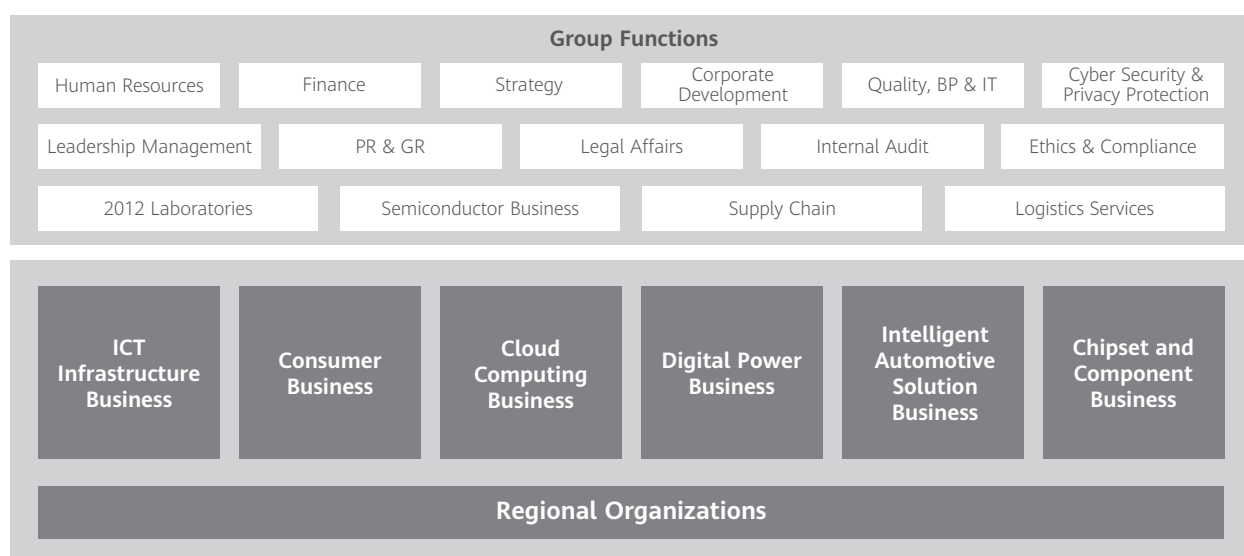 Group Functions
Human Resources
Finance
Strategy
Corporate
Development
Quality, BP & IT
Cyber Security &
Privacy Protection
Leadership Management
PR & GR
Legal Affairs
Internal Audit
Ethics & Compliance
2012 Laboratories
Semiconductor Business
Supply Chain
Logistics Services
ICT
Infrastructure
Business
Consumer
Business
Cloud
Computing
Business
Digital Power
Business
Intelligent
Automotive
Solution
Business
Chipset and
Component
Business
Regional Organizations